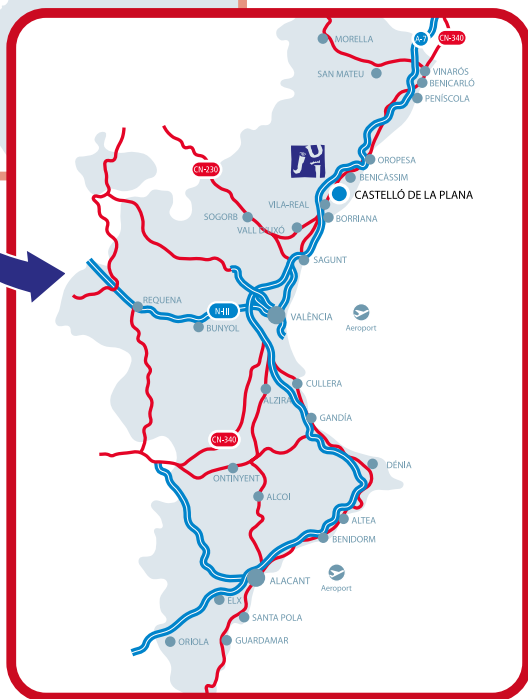 A-7
CN-340
MORELLA
SAN MATEU
VINARÓS
BENICARLÓ
PENÍSCOLA
OROPESA
CN-230
BENICÀSSIM
CASTELLÓ DE LA PLANA
VILA-REAL
SOGORB
BORRIANA
VALL D'UIXÓ
SAGUNT
REQUENA
N-III
VALÈNCIA
BUNYOL
Aeroport
CULLERA
ALZIRA
GANDÍA
CN-340
DÉNIA
ONTINYENT
ALCOI
ALTEA
BENIDORM
ALACANT
Aeroport
ELX
SANTA POLA
ORIOLA
GUARDAMAR